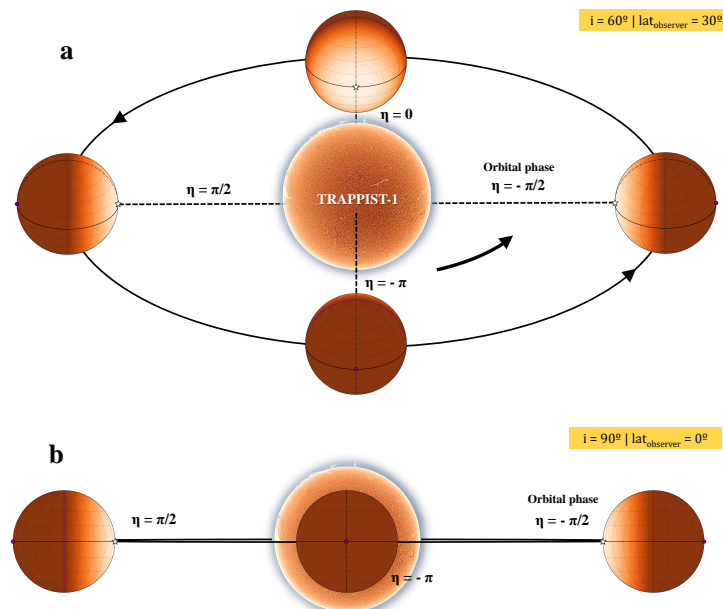 i = 60º | lat_observer = 30º
a
η = 0
η = π/2
Orbital phase
η = - π/2
TRAPPIST-1
η = - π
i = 90º | lat_observer = 0º
b
Orbital phase
η = π/2
η = - π/2
η = - π